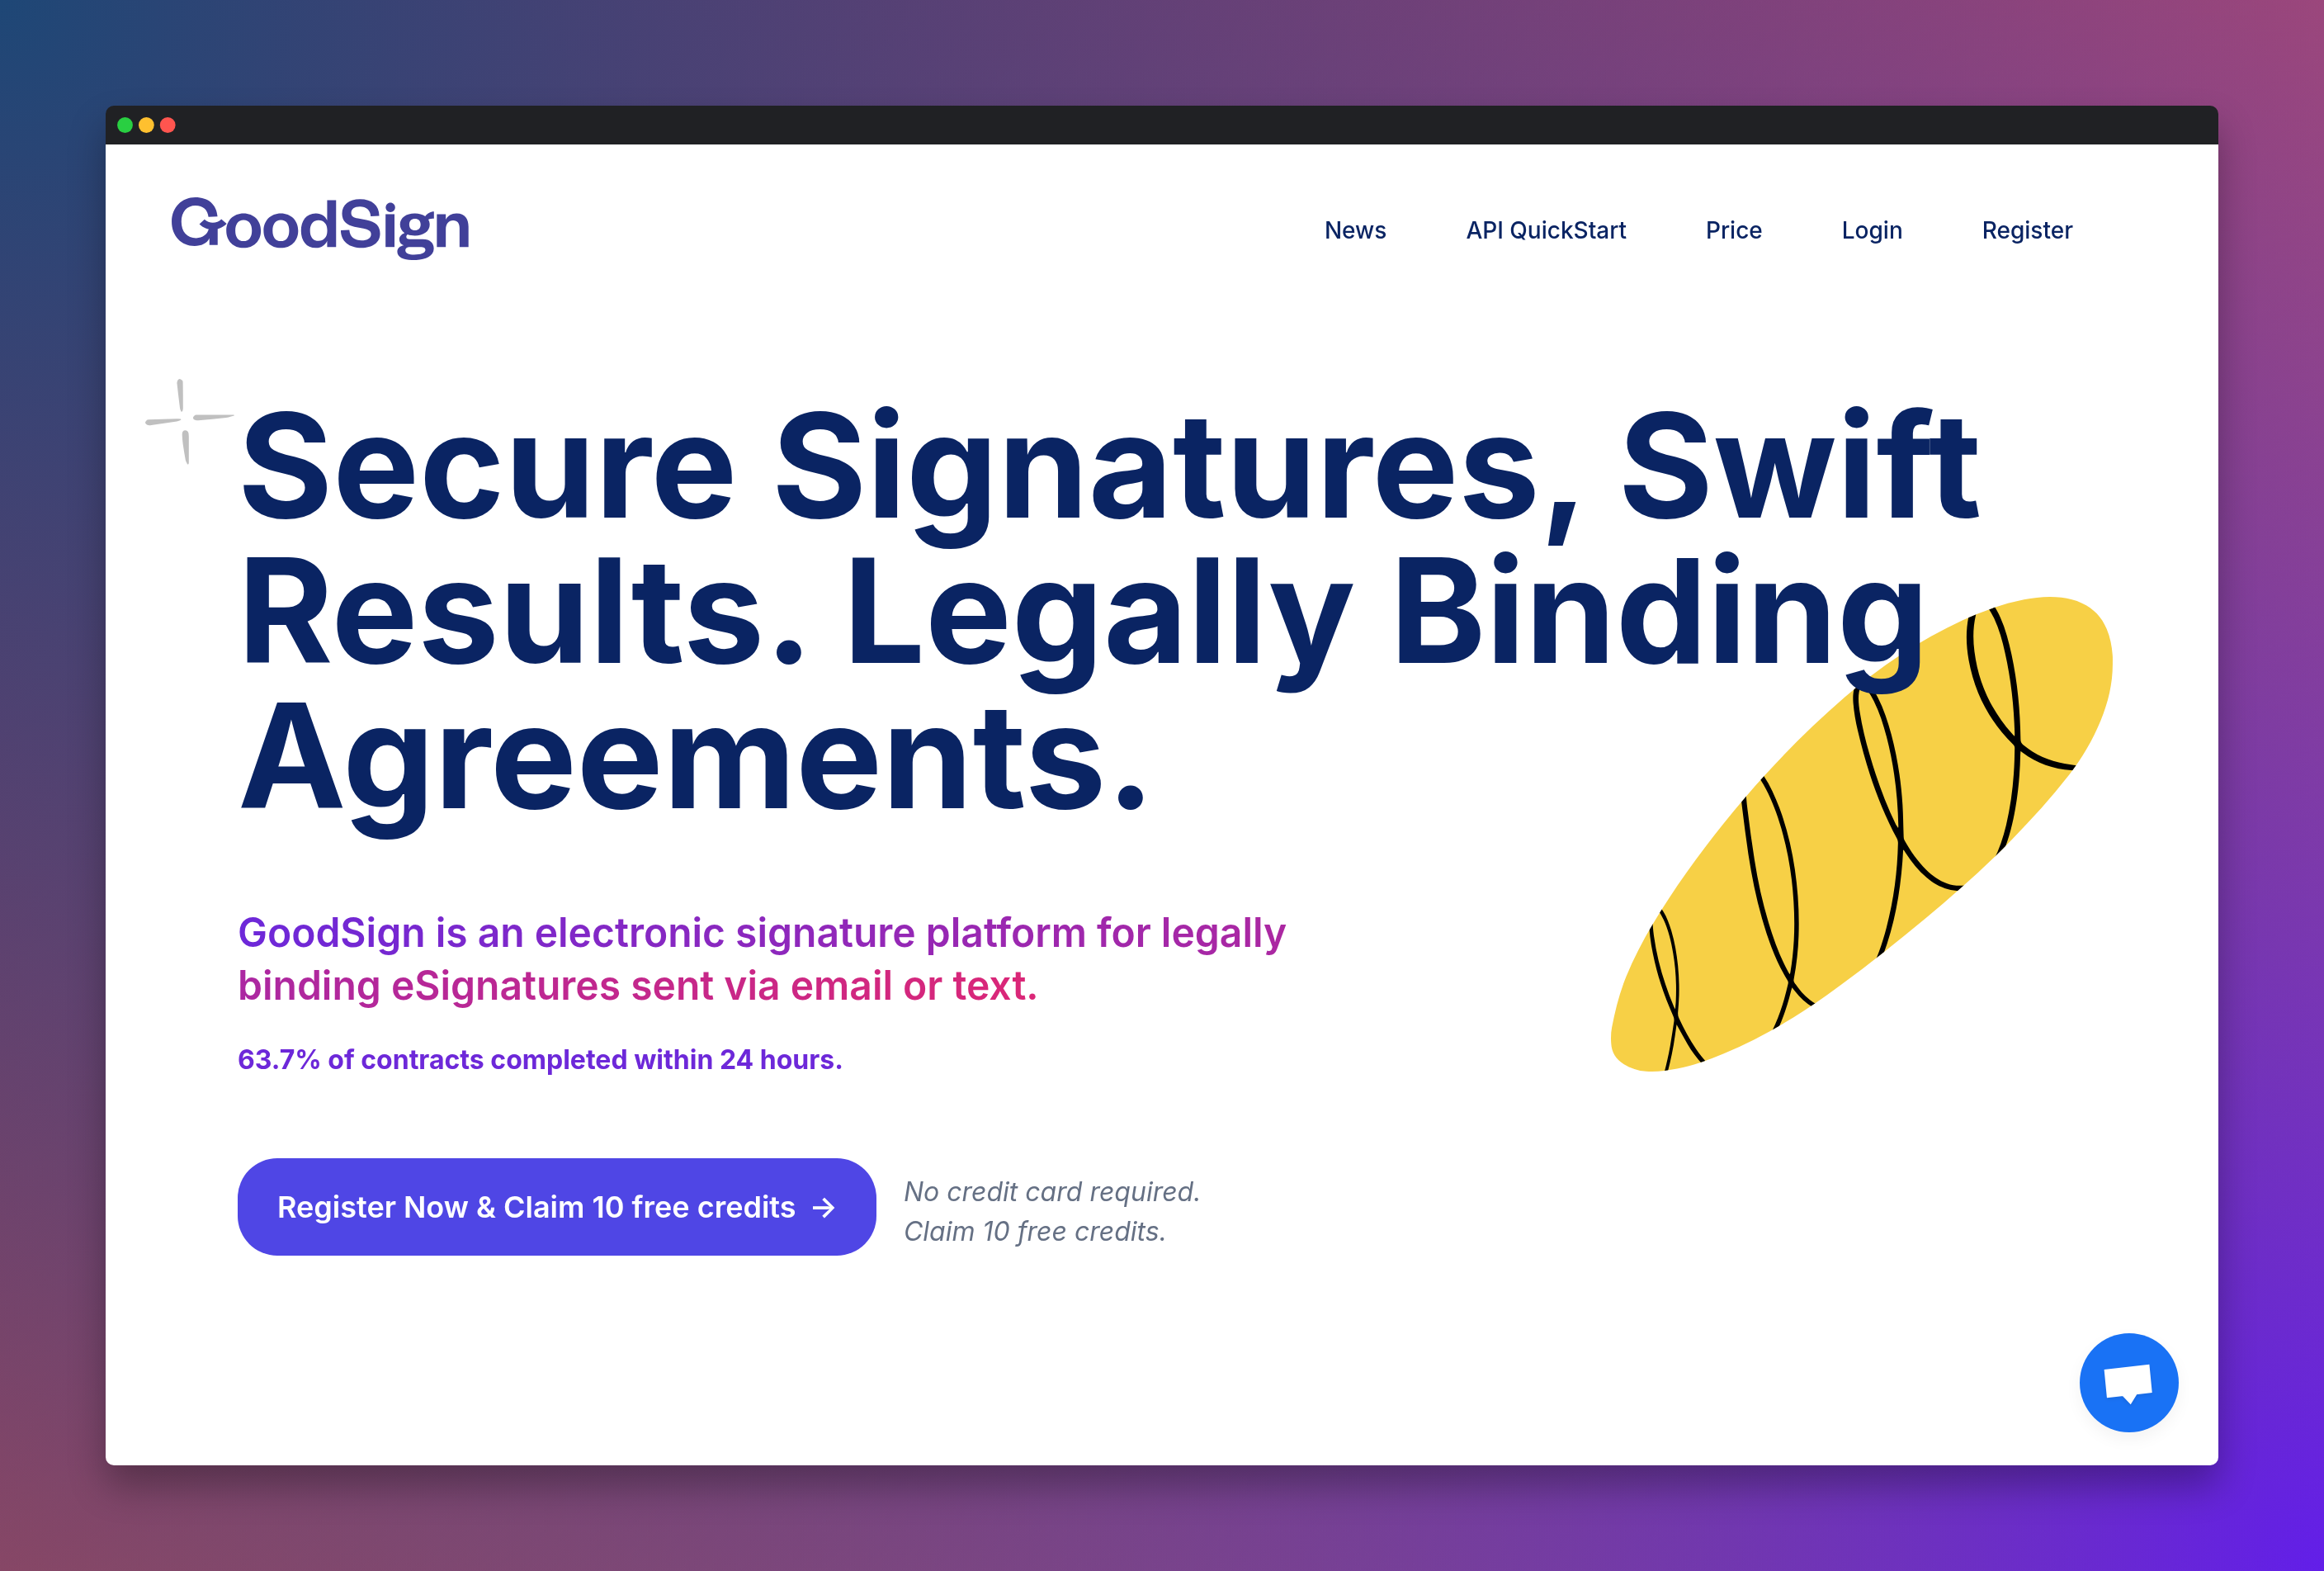 GoodSign
News
API QuickStart
Price
Login
Register
Secure Signatures, Swift
Results. Legally Binding
Agreements.
GoodSign is an electronic signature platform for legally
binding eSignatures sent via email or text.
63.7% of contracts completed within 24 hours.
Register Now & Claim 10 free credits →
No credit card required.
Claim 10 free credits.